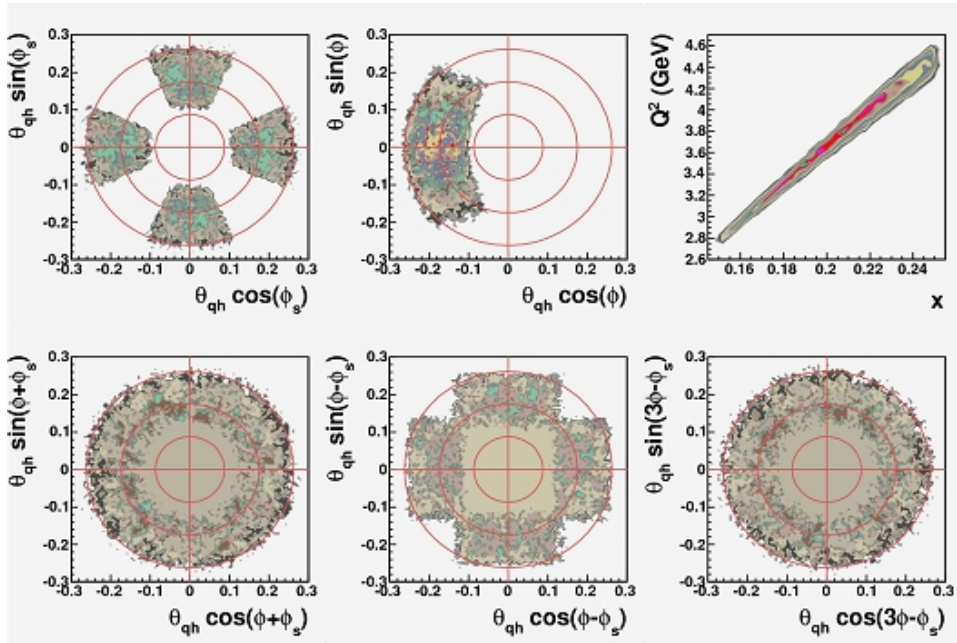 θqh sin(φs)
0.3
0.2
0.1
0
-0.1
-0.2
-0.3
-0.3 -0.2 -0.1 0 0.1 0.2 0.3
θqh cos(φs)
θqh sin(φ)
0.3
0.2
0.1
0
-0.1
-0.2
-0.3
-0.3 -0.2 -0.1 0 0.1 0.2 0.3
θqh cos(φ)
Q² (GeV)
4.6
4.4
4.2
4
3.8
3.6
3.4
3.2
3
2.8
2.6
0.16 0.18 0.2 0.22 0.24
x
θqh sin(φ+φs)
0.3
0.2
0.1
0
-0.1
-0.2
-0.3
-0.3 -0.2 -0.1 0 0.1 0.2 0.3
θqh cos(φ+φs)
θqh sin(φ-φs)
0.3
0.2
0.1
0
-0.1
-0.2
-0.3
-0.3 -0.2 -0.1 0 0.1 0.2 0.3
θqh cos(φ-φs)
θqh sin(3φ-φs)
0.3
0.2
0.1
0
-0.1
-0.2
-0.3
-0.3 -0.2 -0.1 0 0.1 0.2 0.3
θqh cos(3φ-φs)